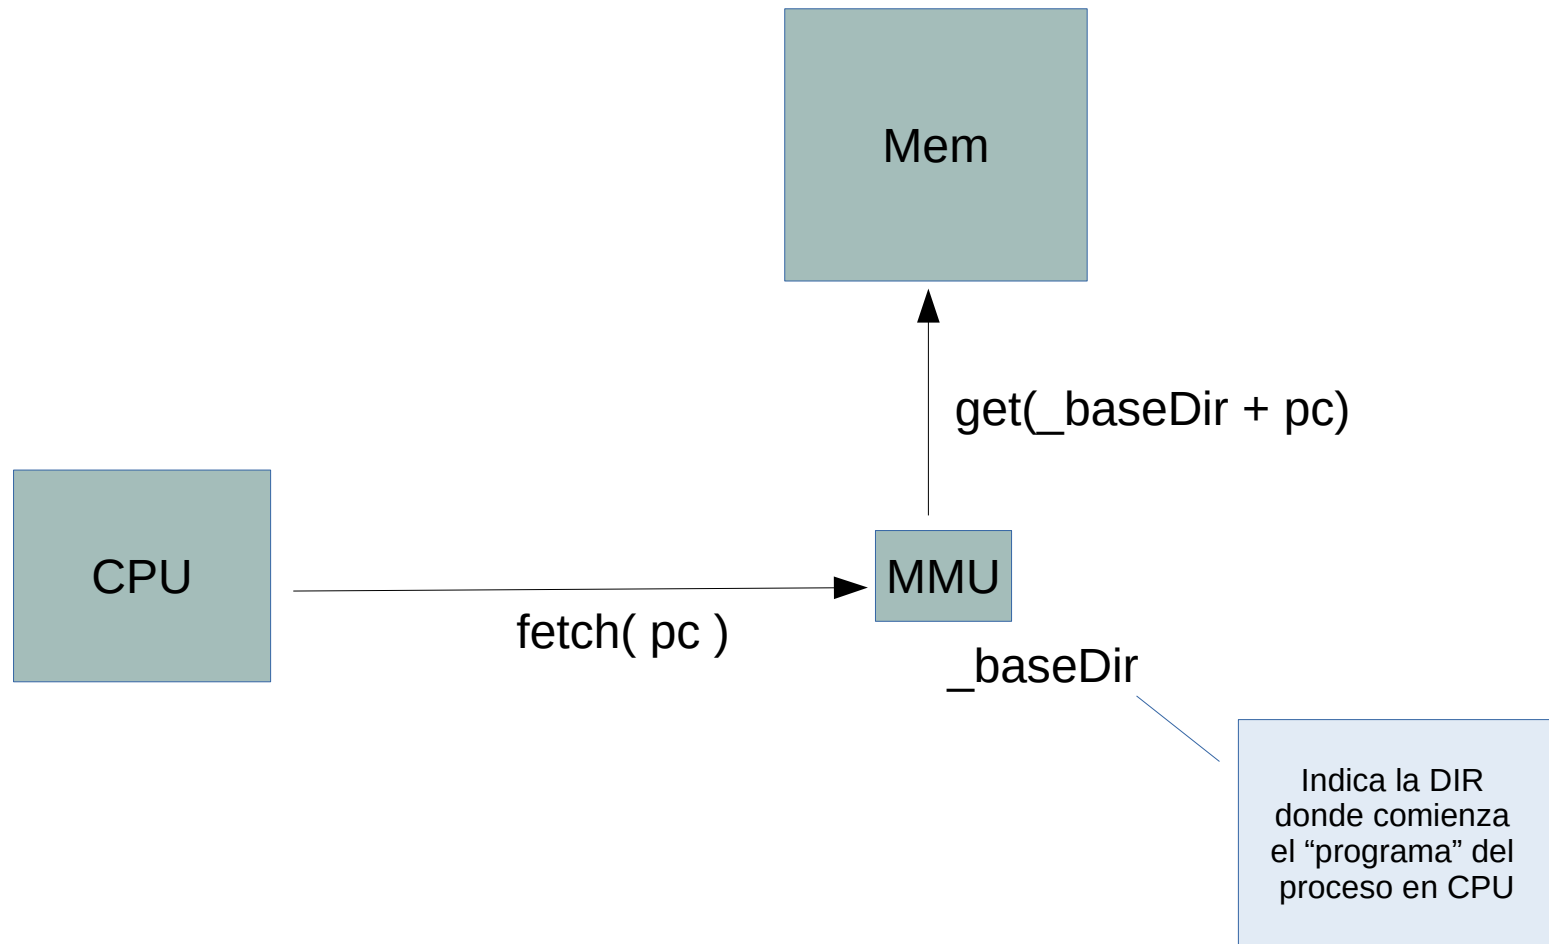 Mem
get(_baseDir + pc)
CPU
MMU
fetch( pc )
_baseDir
Indica la DIR
donde comienza
el “programa” del
proceso en CPU